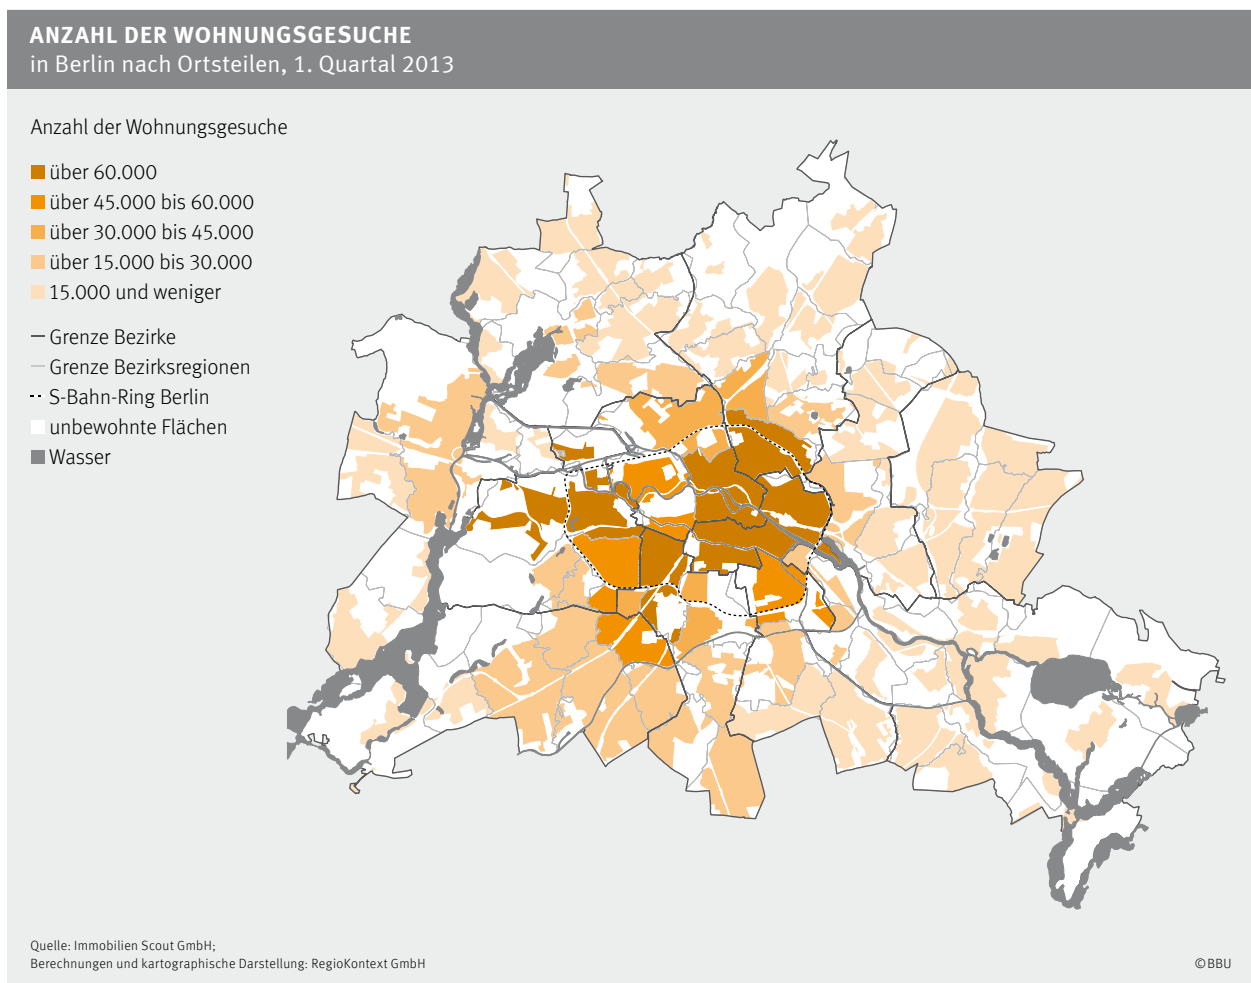 ANZAHL DER WOHNUNGSGESUCHE
in Berlin nach Ortsteilen, 1. Quartal 2013
Anzahl der Wohnungsgesuche
über 60.000
über 45.000 bis 60.000
über 30.000 bis 45.000
über 15.000 bis 30.000
15.000 und weniger
Grenze Bezirke
Grenze Bezirksregionen
S-Bahn-Ring Berlin
unbewohnte Flächen
Wasser
Quelle: Immobilien Scout GmbH;
Berechnungen und kartographische Darstellung: RegioKontext GmbH
©BBU